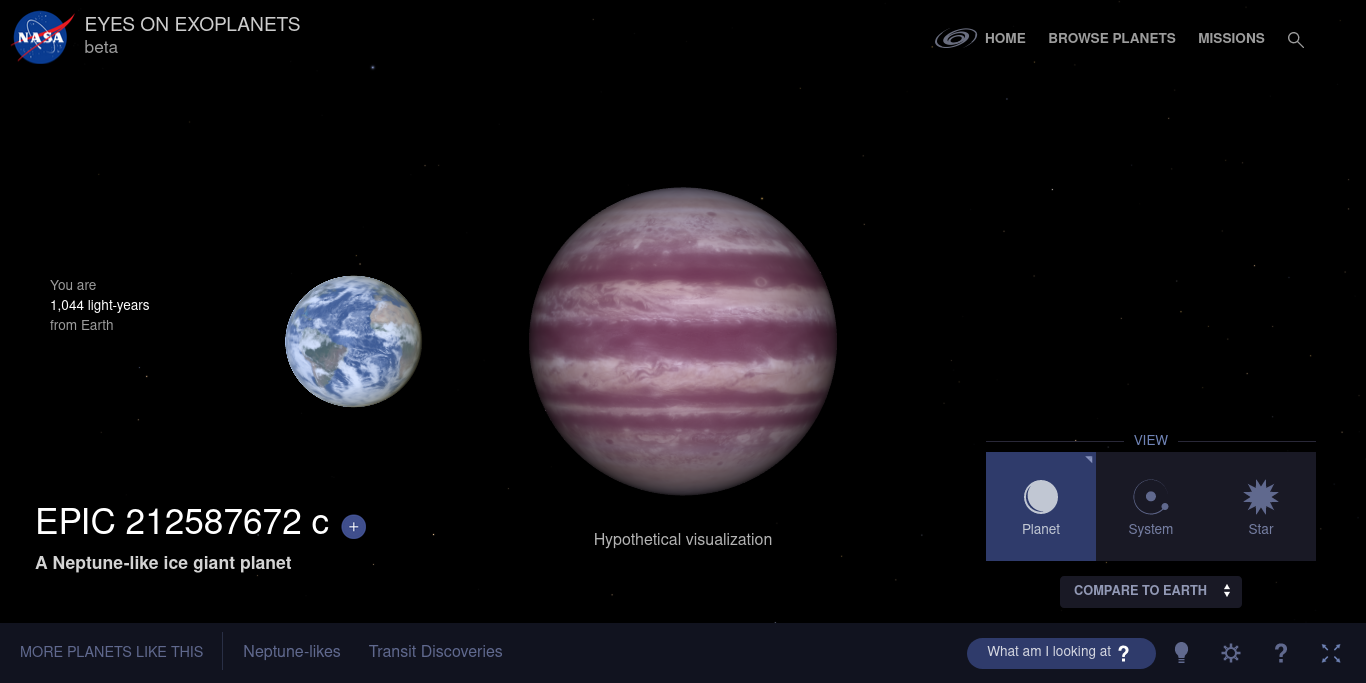 NASA
EYES ON EXOPLANETS
beta
HOME
BROWSE PLANETS
MISSIONS
You are
1,044 light-years
from Earth
EPIC 212587672 c +
A Neptune-like ice giant planet
Hypothetical visualization
VIEW
Planet
System
Star
COMPARE TO EARTH
MORE PLANETS LIKE THIS
Neptune-likes
Transit Discoveries
What am I looking at ?
?